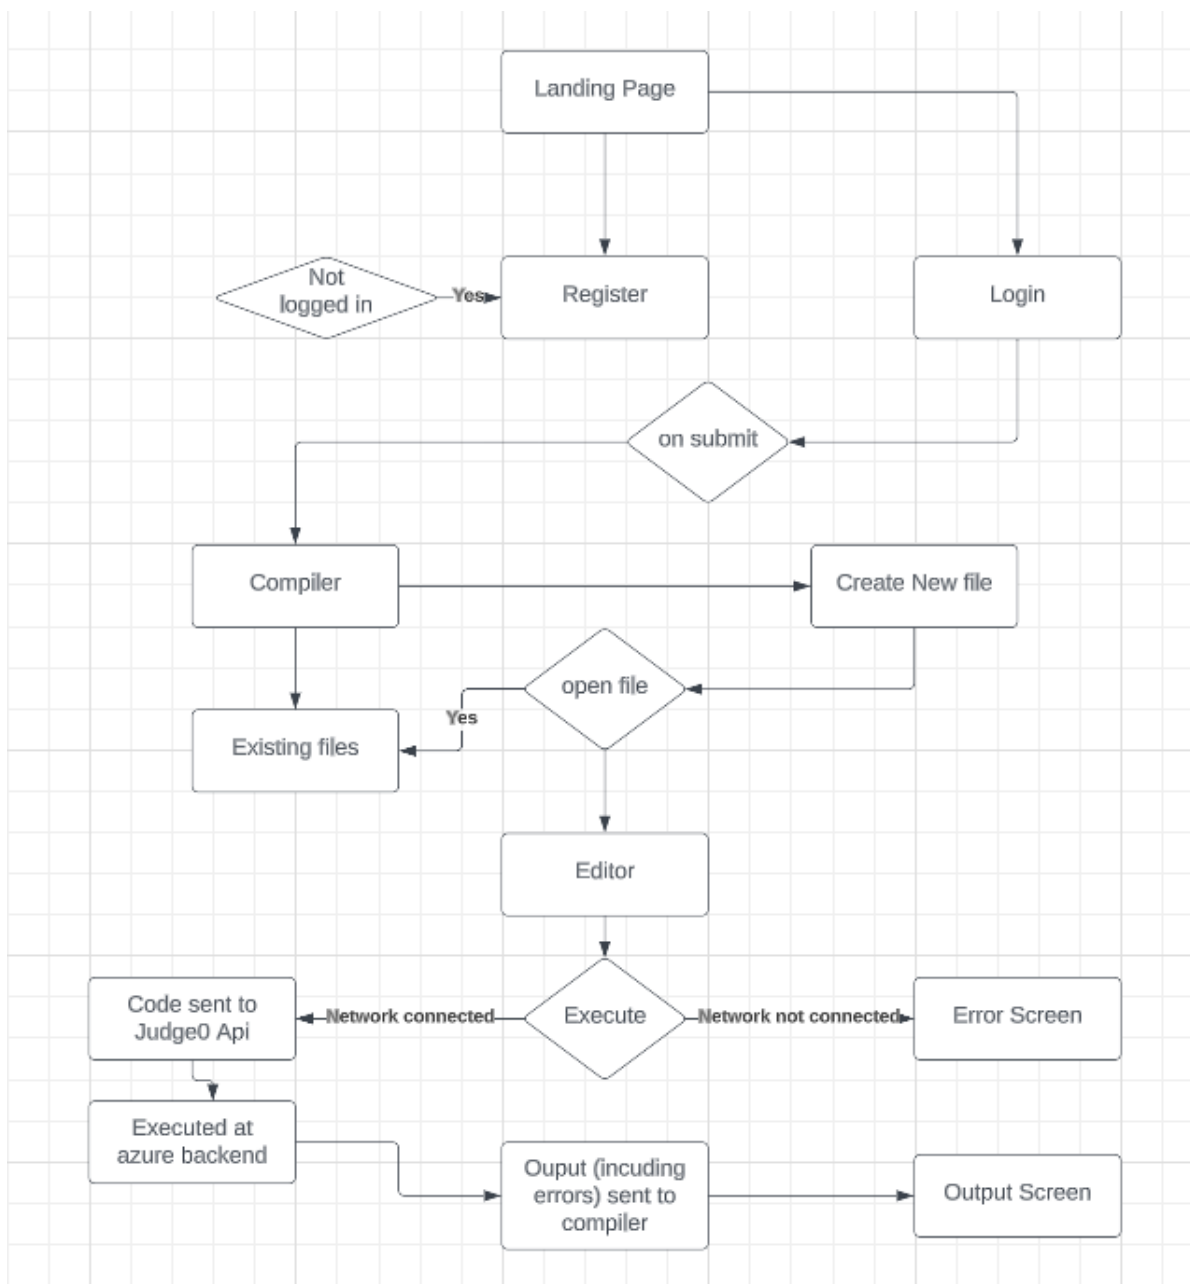 Landing Page
Not
logged in
Yes
Register
Login
on submit
Compiler
Create New file
open file
Yes
Existing files
Editor
Code sent to
Judge0 Api
Network connected
Execute
Network not connected
Error Screen
Executed at
azure backend
Ouput (incuding
errors) sent to
compiler
Output Screen